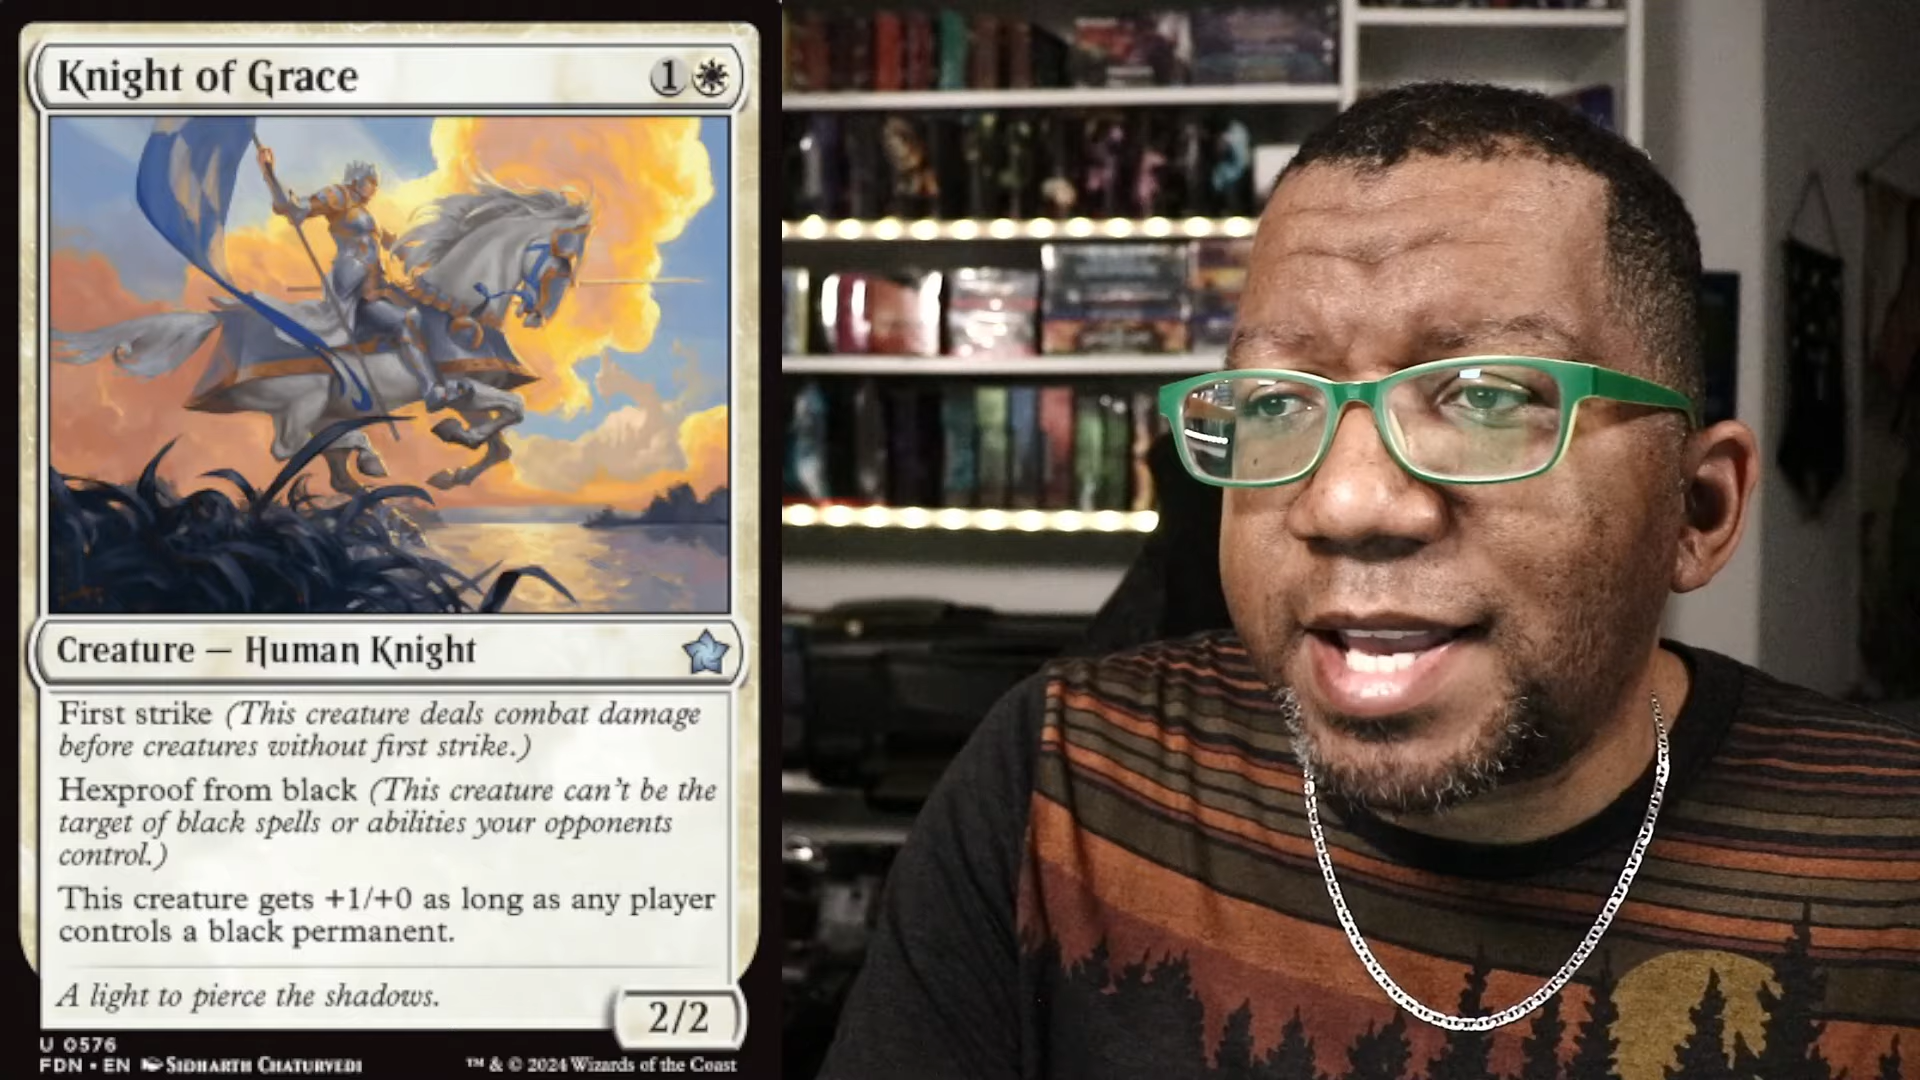 Knight of Grace 1
Creature — Human Knight
First strike (This creature deals combat damage
before creatures without first strike.)
Hexproof from black (This creature can't be the
target of black spells or abilities your opponents
control.)
This creature gets +1/+0 as long as any player
controls a black permanent.
A light to pierce the shadows.
2/2
U 0576
FDN • EN SIDHARTH CHATURVEDI ™ & © 2024 Wizards of the Coast